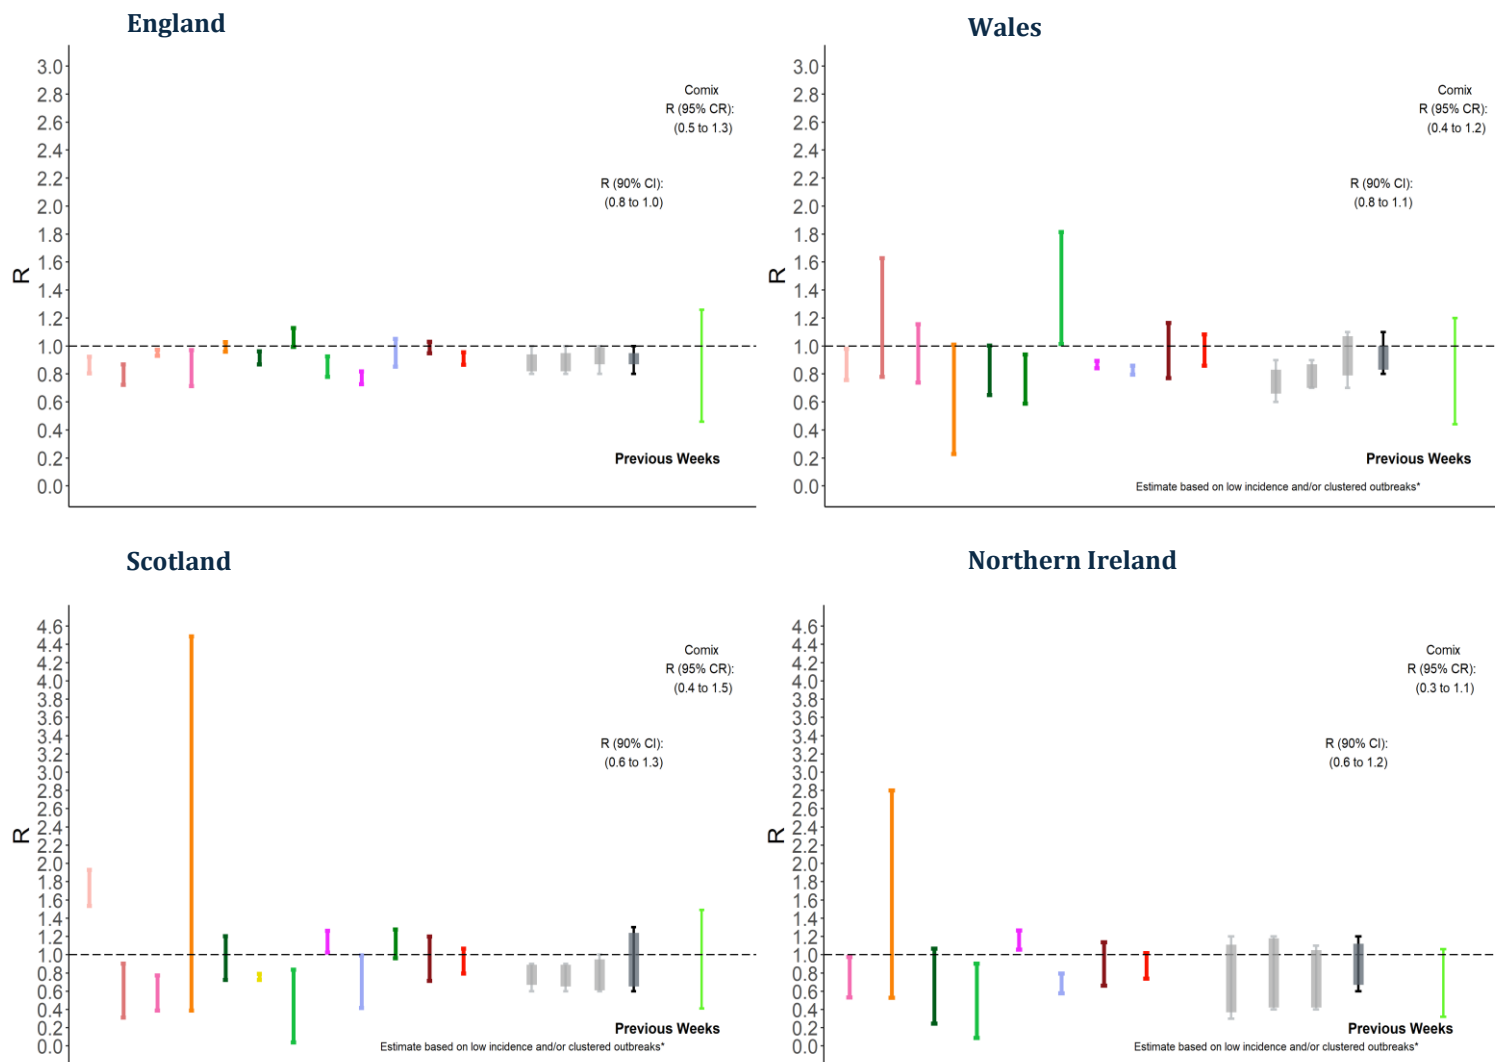 England
3.0
2.8
2.6
2.4
2.2
2.0
1.8
1.6
1.4
1.2
1.0
0.8
0.6
0.4
0.2
0.0
R
Comix
R (95% CR):
(0.5 to 1.3)
R (90% CI):
(0.8 to 1.0)
Previous Weeks
Wales
3.0
2.8
2.6
2.4
2.2
2.0
1.8
1.6
1.4
1.2
1.0
0.8
0.6
0.4
0.2
0.0
R
Comix
R (95% CR):
(0.4 to 1.2)
R (90% CI):
(0.8 to 1.1)
Previous Weeks
Estimate based on low incidence and/or clustered outbreaks*
Scotland
4.6
4.4
4.2
4.0
3.8
3.6
3.4
3.2
3.0
2.8
2.6
2.4
2.2
2.0
1.8
1.6
1.4
1.2
1.0
0.8
0.6
0.4
0.2
0.0
R
Comix
R (95% CR):
(0.4 to 1.5)
R (90% CI):
(0.6 to 1.3)
Previous Weeks
Estimate based on low incidence and/or clustered outbreaks*
Northern Ireland
4.6
4.4
4.2
4.0
3.8
3.6
3.4
3.2
3.0
2.8
2.6
2.4
2.2
2.0
1.8
1.6
1.4
1.2
1.0
0.8
0.6
0.4
0.2
0.0
R
Comix
R (95% CR):
(0.3 to 1.1)
R (90% CI):
(0.6 to 1.2)
Previous Weeks
Estimate based on low incidence and/or clustered outbreaks*